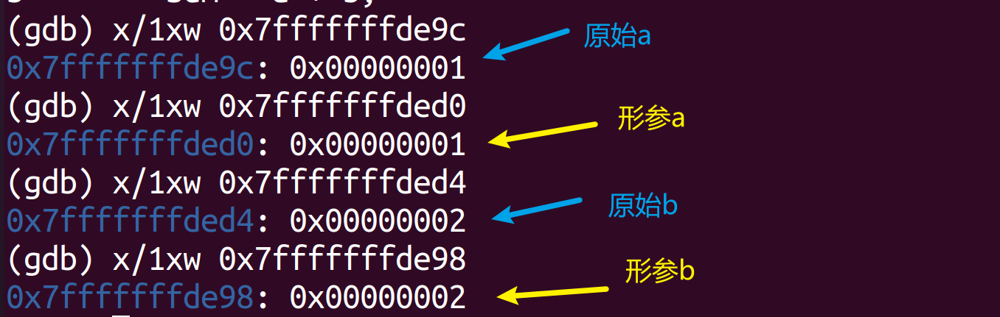 (gdb) x/1xw 0x7fffffffde9c
原始a
0x7fffffffde9c: 0x00000001
(gdb) x/1xw 0x7fffffffded0
形参a
0x7fffffffded0: 0x00000001
(gdb) x/1xw 0x7fffffffded4
原始b
0x7fffffffded4: 0x00000002
(gdb) x/1xw 0x7fffffffde98
形参b
0x7fffffffde98: 0x00000002